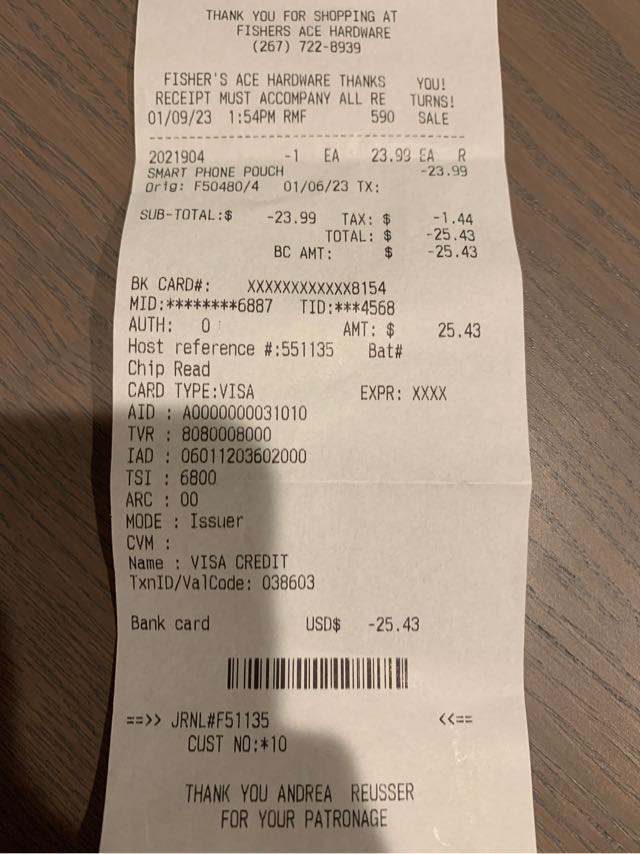 THANK YOU FOR SHOPPING AT
FISHERS ACE HARDWARE
(267) 722-8939
FISHER'S ACE HARDWARE THANKS YOU!
RECEIPT MUST ACCOMPANY ALL RE TURNS!
01/09/23 1:54PM RMF 590 SALE
2021904 -1 EA 23.99 EA R
SMART PHONE POUCH -23.99
Orig: F50480/4 01/06/23 TX:
SUB-TOTAL:$ -23.99 TAX: $ -1.44
TOTAL: $ -25.43
BC AMT: $ -25.43
BK CARD#: XXXXXXXXXXXX8154
MID:********6887 TID:***4568
AUTH: 0 AMT: $ 25.43
Host reference #:551135 Bat#
Chip Read
CARD TYPE:VISA EXPR: XXXX
AID : A0000000031010
TVR : 8080008000
IAD : 06011203602000
TSI : 6800
ARC : 00
MODE : Issuer
CVM :
Name : VISA CREDIT
TxnID/ValCode: 038603
Bank card USD$ -25.43
==>> JRNL#F51135 <<==
CUST NO:*10
THANK YOU ANDREA REUSSER
FOR YOUR PATRONAGE